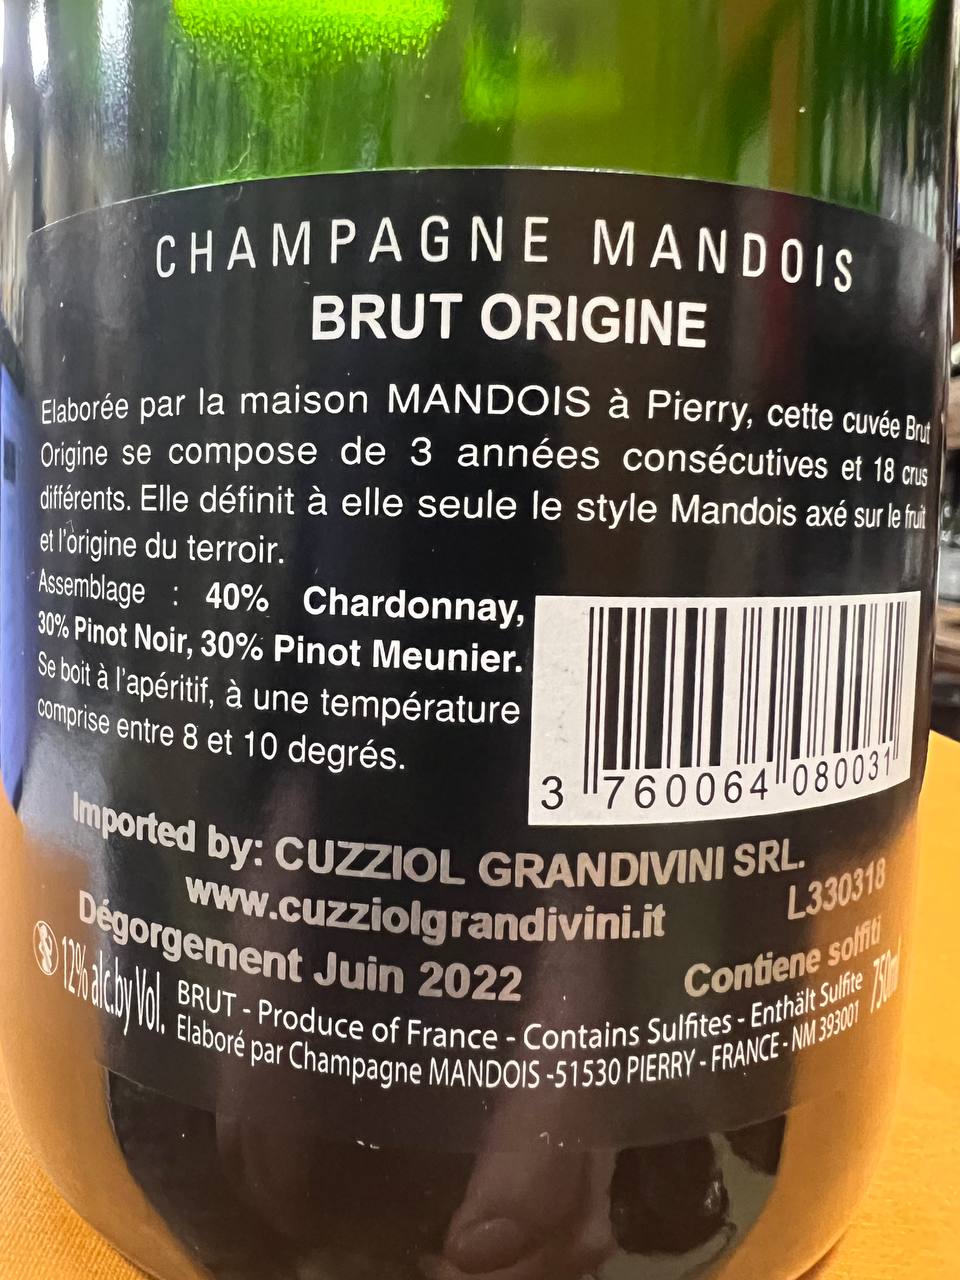 CHAMPAGNE MANDOIS
BRUT ORIGINE
Elaborée par la maison MANDOIS à Pierry, cette cuvée Brut
Origine se compose de 3 années consécutives et 18 crus
différents. Elle définit à elle seule le style Mandois axé sur le fruit
et l'origine du terroir.
Assemblage : 40% Chardonnay,
30% Pinot Noir, 30% Pinot Meunier.
Se boit à l'apéritif, à une température
comprise entre 8 et 10 degrés.
3 760064 080031
Imported by: CUZZIOL GRANDIVINI SRL.
www.cuzziolgrandivini.it
L330318
Dégorgement Juin 2022
Contiene solfiti
12% alc.by Vol.
750ml
BRUT - Produce of France - Contains Sulfites - Enthält Sulfite
Elaboré par Champagne MANDOIS -51530 PIERRY - FRANCE - NM 393001